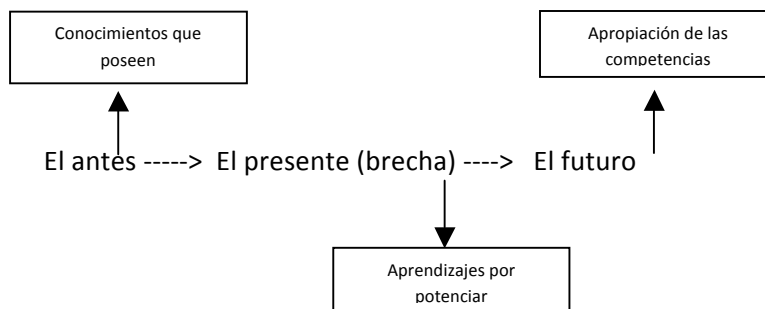 Conocimientos que
poseen
Apropiación de las
competencias
El antes -----> El presente (brecha) ----> El futuro
Aprendizajes por
potenciar